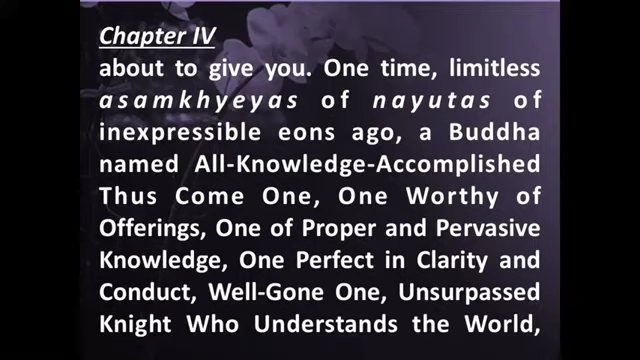 Chapter IV
about to give you. One time, limitless
asamkhyeyas of nayutas of
inexpressible eons ago, a Buddha
named All-Knowledge-Accomplished
Thus Come One, One Worthy of
Offerings, One of Proper and Pervasive
Knowledge, One Perfect in Clarity and
Conduct, Well-Gone One, Unsurpassed
Knight Who Understands the World,